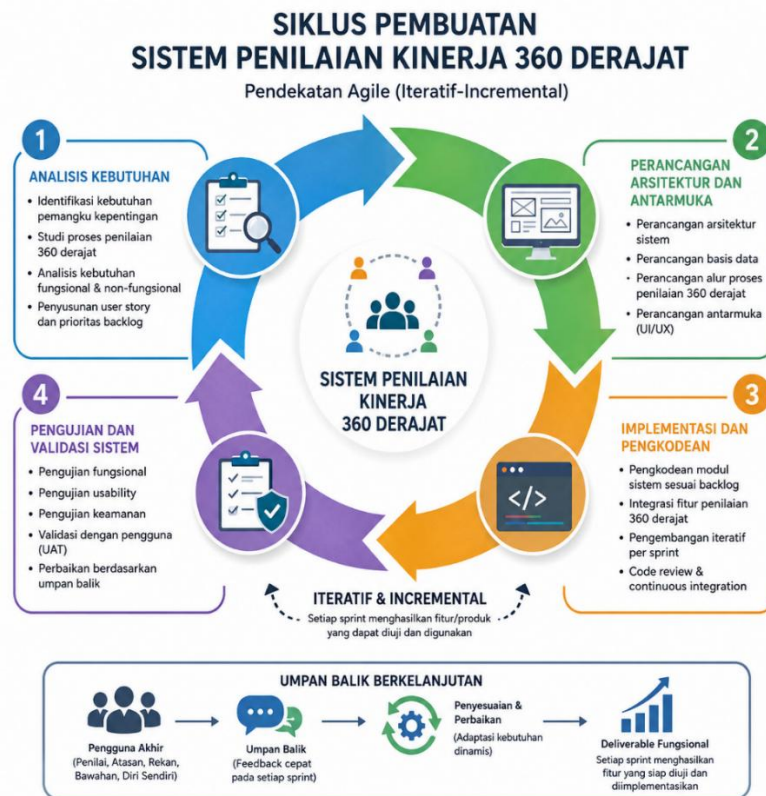 SIKLUS PEMBUATAN
SISTEM PENILAIAN KINERJA 360 DERAJAT
Pendekatan Agile (Iteratif-Incremental)
1
ANALISIS KEBUTUHAN
• Identifikasi kebutuhan
pemangku kepentingan
• Studi proses penilaian
360 derajat
• Analisis kebutuhan
fungsional & non-fungsional
• Penyusunan user story
dan prioritas backlog
2
PERANCANGAN
ARSITEKTUR DAN
ANTARMUKA
• Perancangan arsitektur
sistem
• Perancangan basis data
• Perancangan alur proses
penilaian 360 derajat
• Perancangan antarmuka
(UI/UX)
SISTEM PENILAIAN
KINERJA
360 DERAJAT
3
IMPLEMENTASI DAN
PENGKODEAN
• Pengkodean modul
sistem sesuai backlog
• Integrasi fitur penilaian
360 derajat
• Pengembangan iteratif
per sprint
• Code review &
continuous integration
</>
4
PENGUJIAN DAN
VALIDASI SISTEM
• Pengujian fungsional
• Pengujian usability
• Pengujian keamanan
• Validasi dengan pengguna
(UAT)
• Perbaikan berdasarkan
umpan balik
ITERATIF & INCREMENTAL
Setiap sprint menghasilkan fitur/produk
yang dapat diuji dan digunakan
UMPAN BALIK BERKELANJUTAN
Pengguna Akhir
(Penilai, Atasan, Rekan,
Bawahan, Diri Sendiri)
Umpan Balik
(Feedback cepat
pada setiap sprint)
Penyesuaian &
Perbaikan
(Adaptasi kebutuhan
dinamis)
Deliverable Fungsional
Setiap sprint menghasilkan
fitur yang siap diuji dan
diimplementasikan